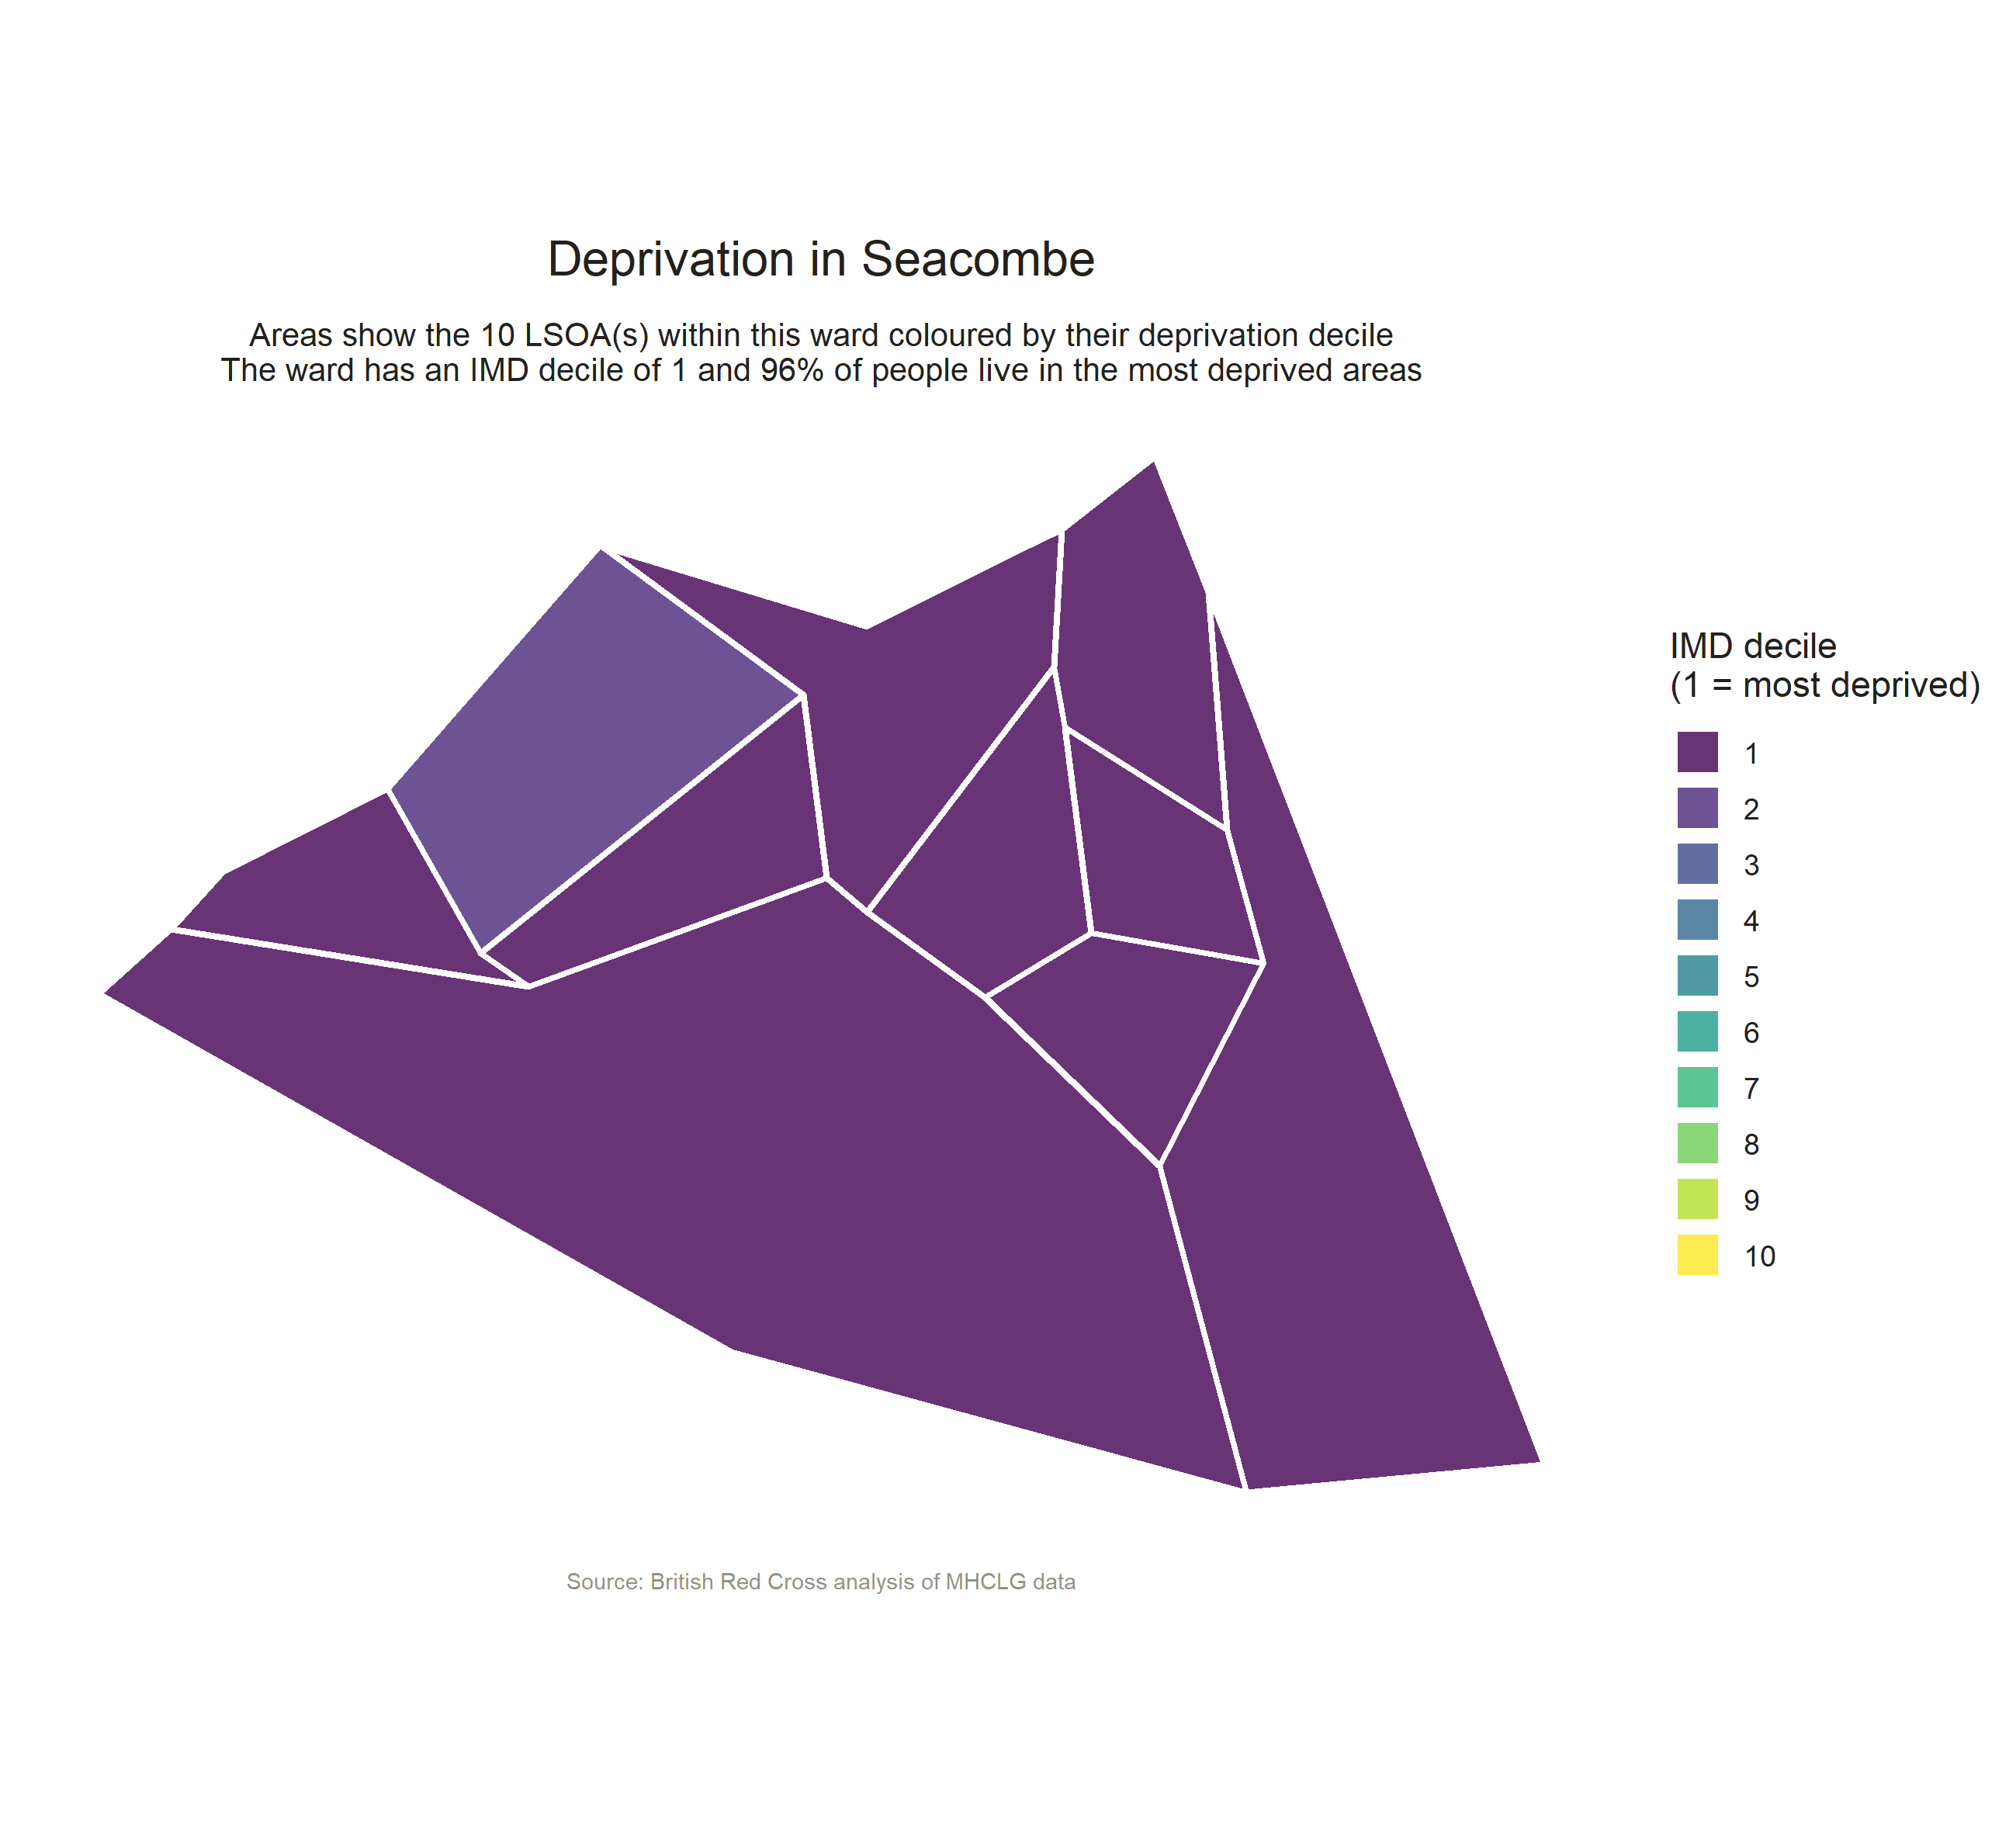 Deprivation in Seacombe
Areas show the 10 LSOA(s) within this ward coloured by their deprivation decile
The ward has an IMD decile of 1 and 96% of people live in the most deprived areas
IMD decile
(1 = most deprived)
1
2
3
4
5
6
7
8
9
10
Source: British Red Cross analysis of MHCLG data